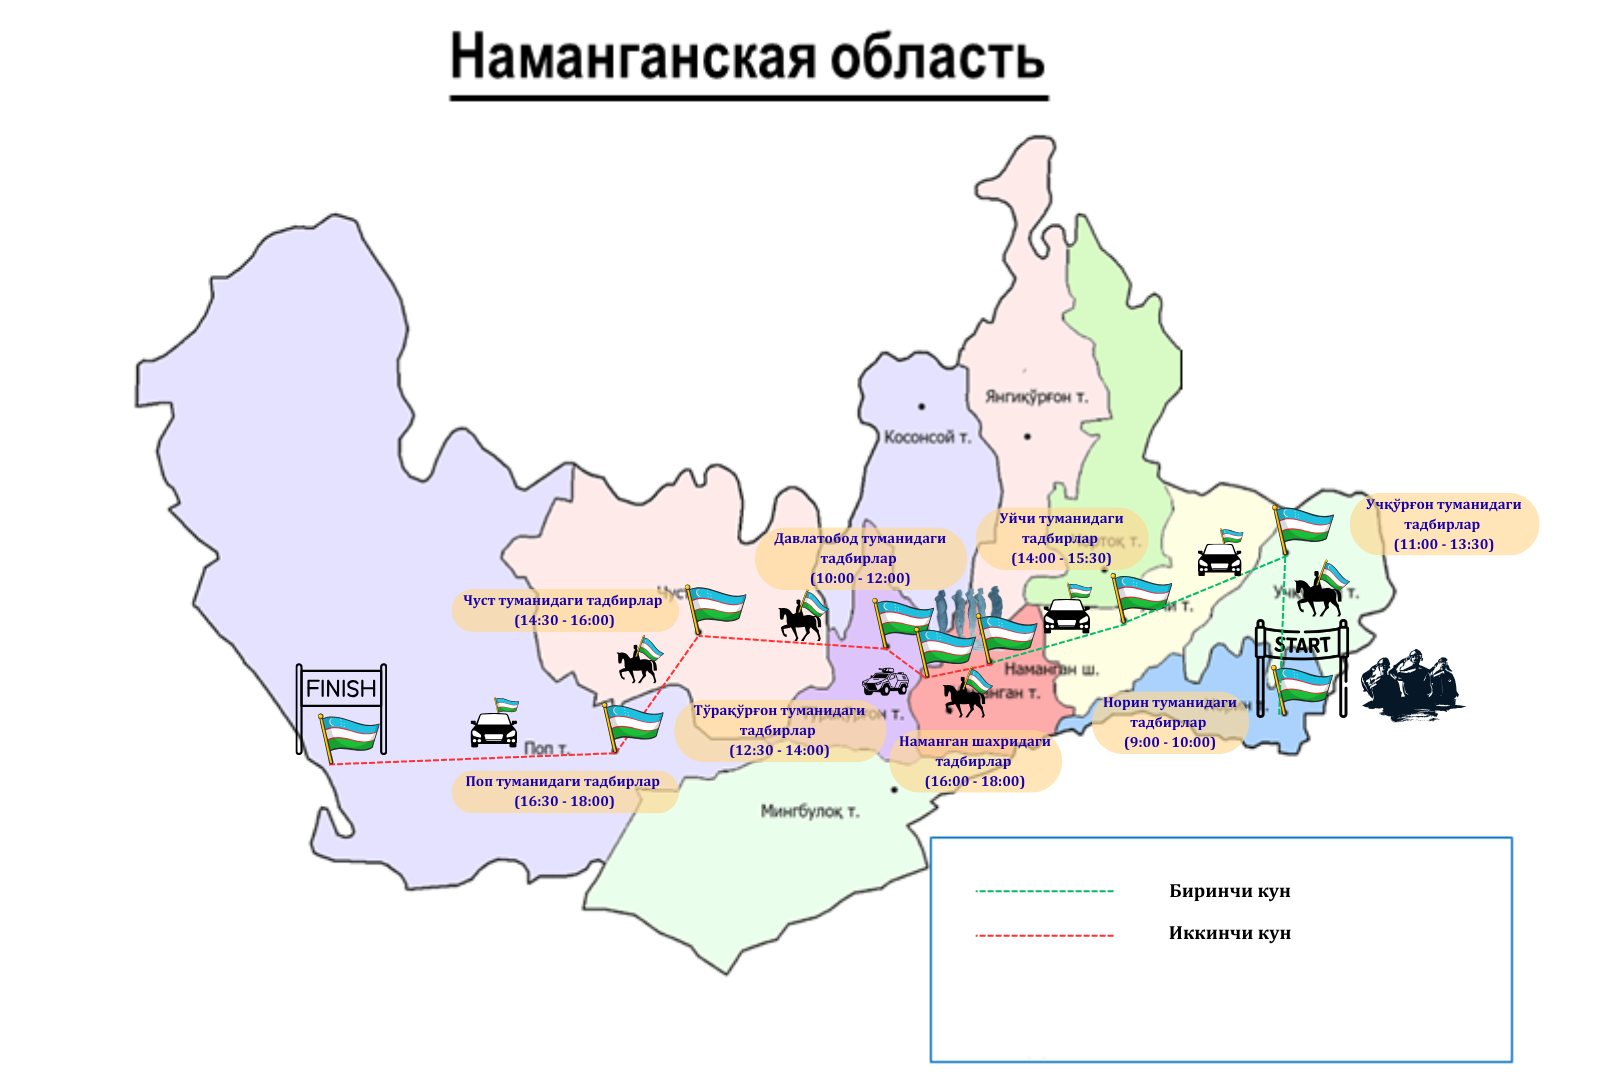 Наманганская область
Янгиқўрғон т.
Косонсой т.
Учқўрғон туманидаги
тадбирлар
(11:00 - 13:30)
Уйчи туманидаги
тадбирлар
(14:00 - 15:30)
Давлатобод туманидаги
тадбирлар
(10:00 - 12:00)
Чуст туманидаги тадбирлар
(14:30 - 16:00)
START
Наманган ш.
FINISH
Норин туманидаги
тадбирлар
(9:00 - 10:00)
Тўрақўрғон туманидаги
тадбирлар
(12:30 - 14:00)
Наманган шахридаги
тадбирлар
(16:00 - 18:00)
Поп т.
Поп туманидаги тадбирлар
(16:30 - 18:00)
Мингбулоқ т.
Биринчи кун
Иккинчи кун